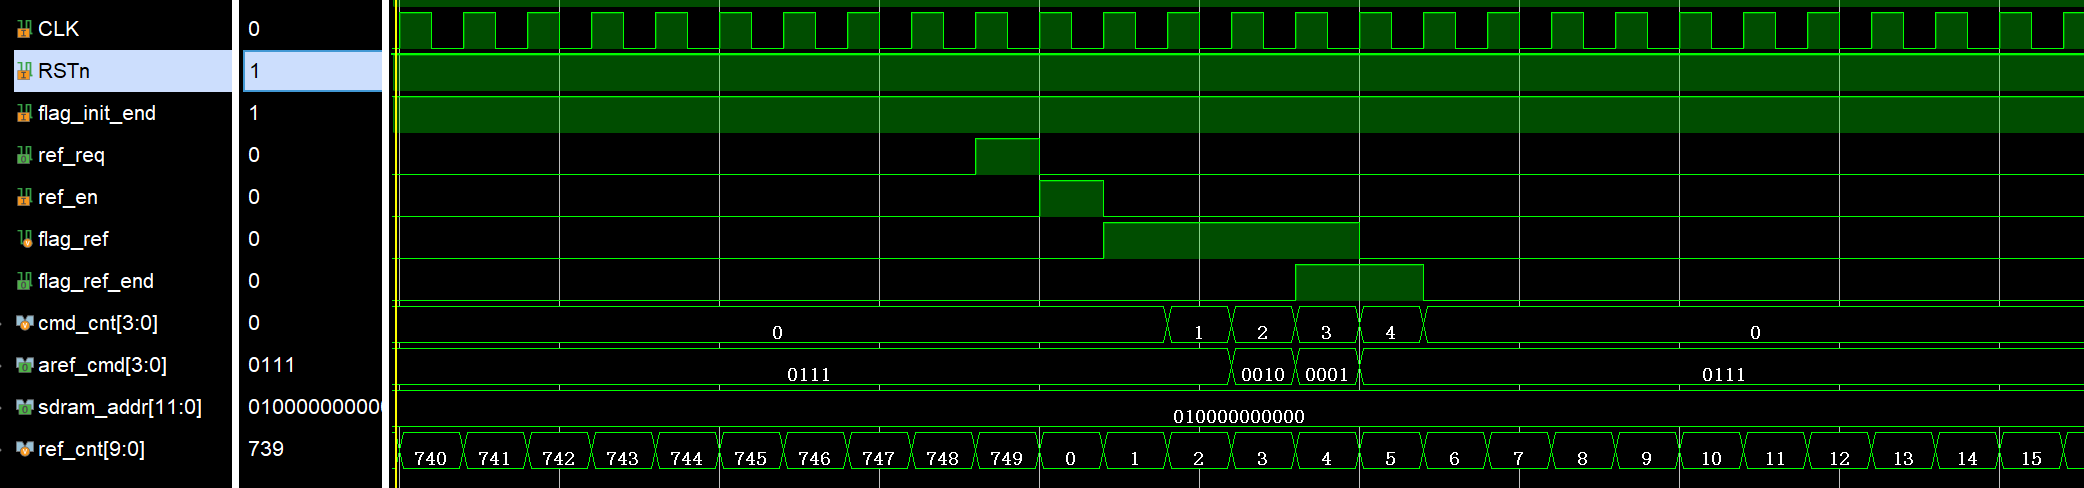 CLK 0
RSTn 1
flag_init_end 1
ref_req 0
ref_en 0
flag_ref 0
flag_ref_end 0
cmd_cnt[3:0] 0 0 1 2 3 4 0
aref_cmd[3:0] 0111 0111 0010 0001 0111
sdram_addr[11:0] 01000000000 010000000000
ref_cnt[9:0] 739 740 741 742 743 744 745 746 747 748 749 0 1 2 3 4 5 6 7 8 9 10 11 12 13 14 15